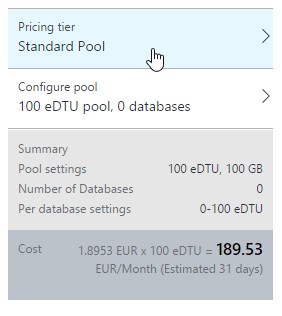 Pricing tier
Standard Pool
Configure pool
100 eDTU pool, 0 databases
Summary
Pool settings 100 eDTU, 100 GB
Number of Databases 0
Per database settings 0-100 eDTU
Cost 1.8953 EUR x 100 eDTU = 189.53
EUR/Month (Estimated 31 days)